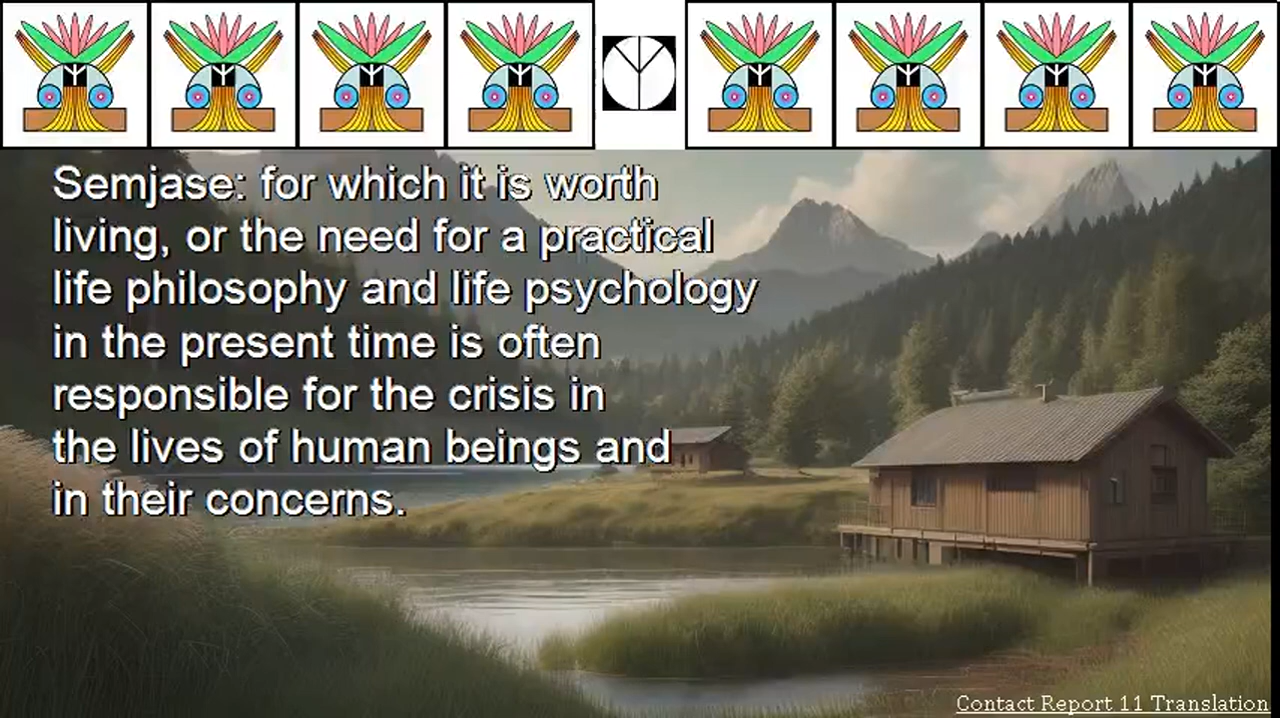 Semjase: for which it is worth
living, or the need for a practical
life philosophy and life psychology
in the present time is often
responsible for the crisis in
the lives of human beings and
in their concerns.
Contact Report 11 Translation